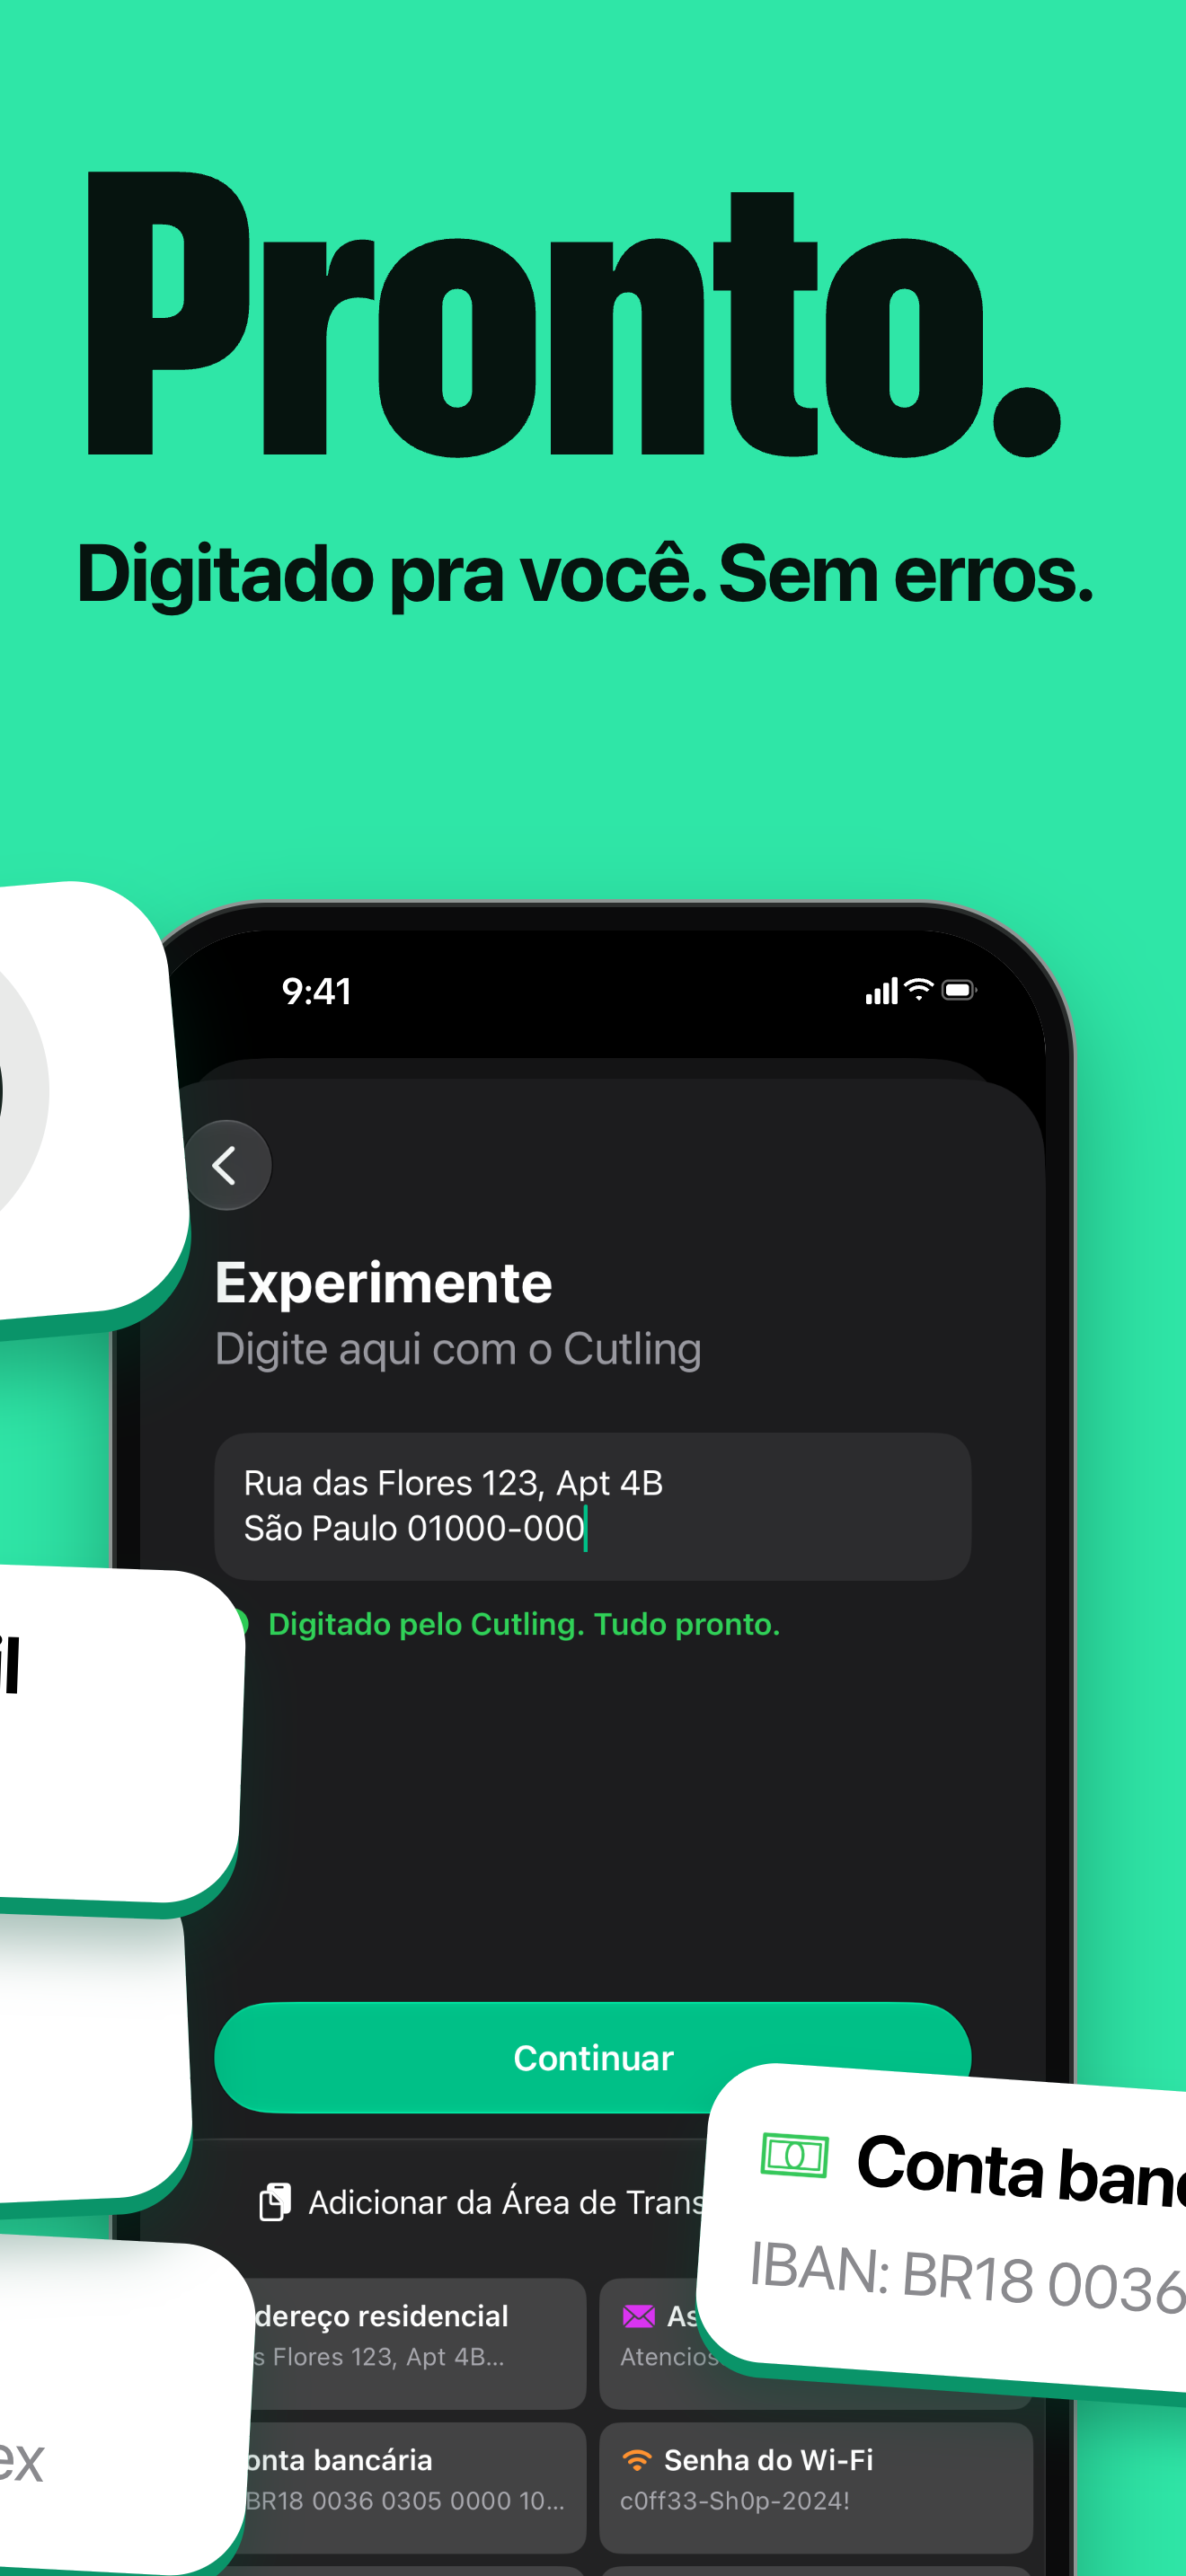 Pronto.
Digitado pra você. Sem erros.
9:41
Experimente
Digite aqui com o Cutling
Rua das Flores 123, Apt 4B
São Paulo 01000-000
Digitado pelo Cutling. Tudo pronto.
il
Continuar
Conta banc
IBAN: BR18 0036
Adicionar da Área de Trans
dereço residencial
s Flores 123, Apt 4B...
As
Atencios
onta bancária
BR18 0036 0305 0000 10...
Senha do Wi-Fi
c0ff33-Sh0p-2024!
ex